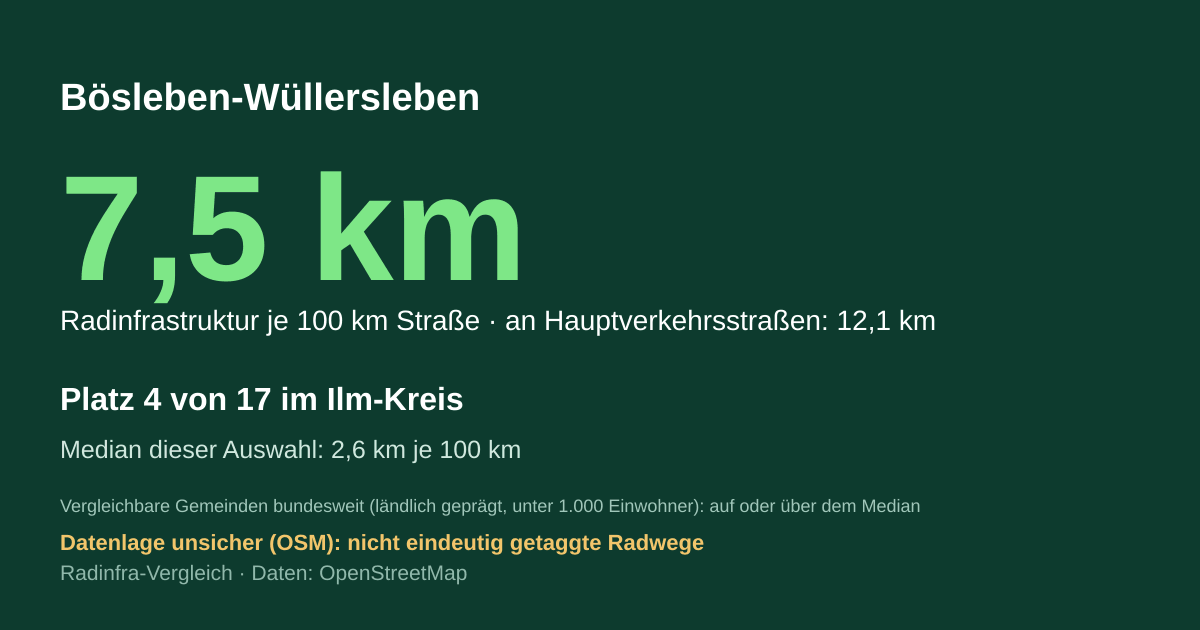 Bösleben-Wüllersleben
7,5 km
Radinfrastruktur je 100 km Straße · an Hauptverkehrsstraßen: 12,1 km
Platz 4 von 17 im Ilm-Kreis
Median dieser Auswahl: 2,6 km je 100 km
Vergleichbare Gemeinden bundesweit (ländlich geprägt, unter 1.000 Einwohner): auf oder über dem Median
Datenlage unsicher (OSM): nicht eindeutig getaggte Radwege
Radinfra-Vergleich · Daten: OpenStreetMap